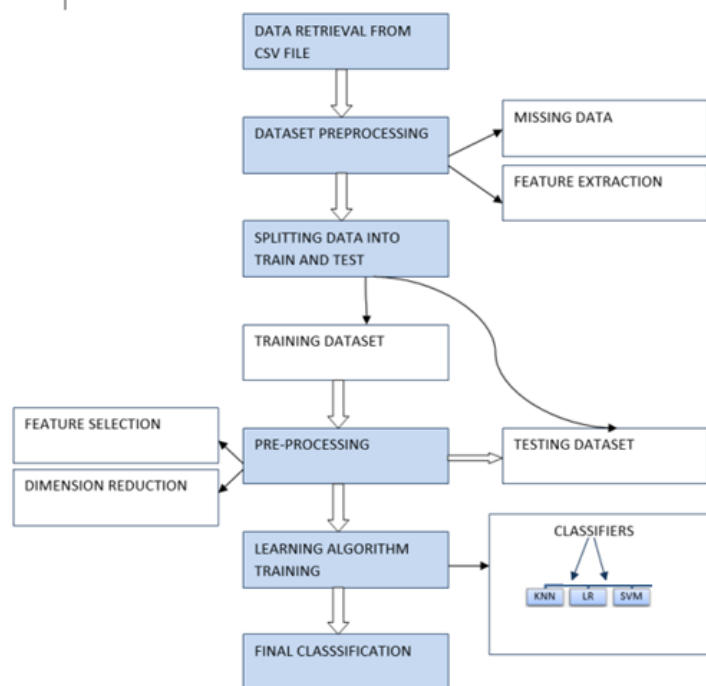 DATA RETRIEVAL FROM
CSV FILE
DATASET PREPROCESSING
MISSING DATA
FEATURE EXTRACTION
SPLITTING DATA INTO
TRAIN AND TEST
TRAINING DATASET
FEATURE SELECTION
PRE-PROCESSING
TESTING DATASET
DIMENSION REDUCTION
LEARNING ALGORITHM
TRAINING
CLASSIFIERS
KNN LR SVM
FINAL CLASSSIFICATION